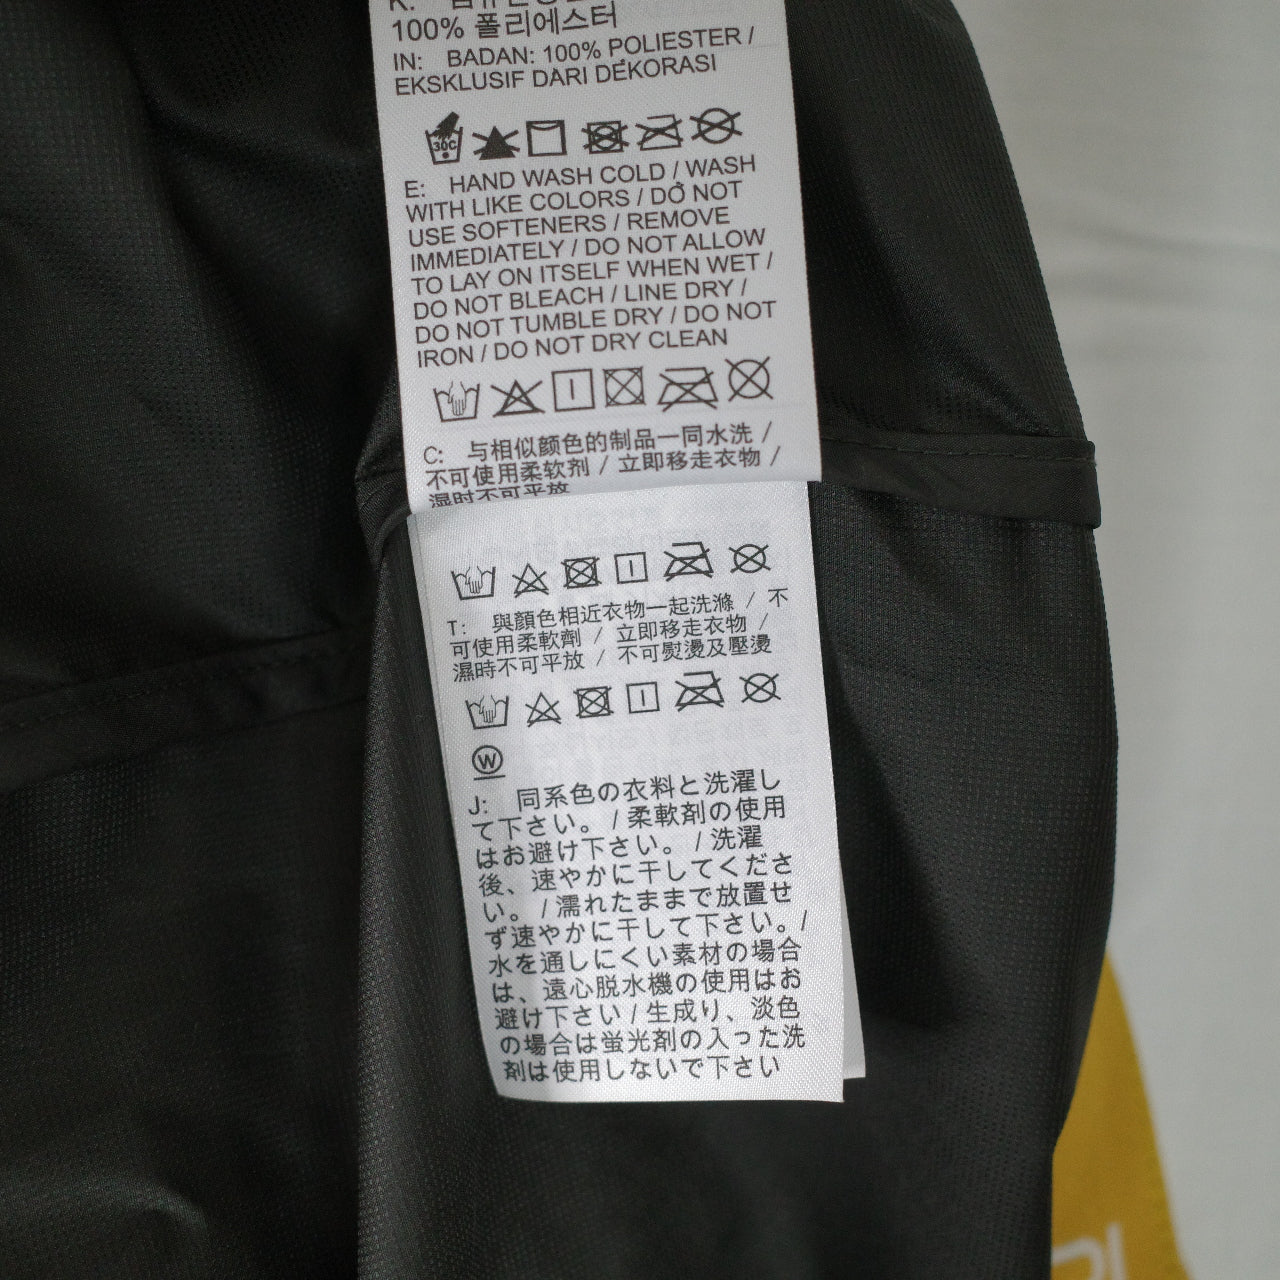 100% 폴리에스터
IN: BADAN: 100% POLIESTER /
EKSKLUSIF DARI DEKORASI
30C
E: HAND WASH COLD / WASH
WITH LIKE COLORS / DO NOT
USE SOFTENERS / REMOVE
IMMEDIATELY / DO NOT ALLOW
TO LAY ON ITSELF WHEN WET /
DO NOT BLEACH / LINE DRY /
DO NOT TUMBLE DRY / DO NOT
IRON / DO NOT DRY CLEAN
C: 与相似颜色的制品一同水洗 /
不可使用柔软剂 / 立即移走衣物 /
湿时不可平放
T: 與顏色相近衣物一起洗滌 / 不
可使用柔軟劑 / 立即移走衣物 /
濕時不可平放 / 不可熨燙及壓燙
W
J: 同系色の衣料と洗濯し
て下さい。 / 柔軟剤の使用
はお避け下さい。 / 洗濯
後、速やかに干してくださ
い。 / 濡れたままで放置せ
ず速やかに干して下さい。/
水を通しにくい素材の場合
は、遠心脱水機の使用はお
避け下さい / 生成り、淡色
の場合は蛍光剤の入った洗
剤は使用しないで下さい